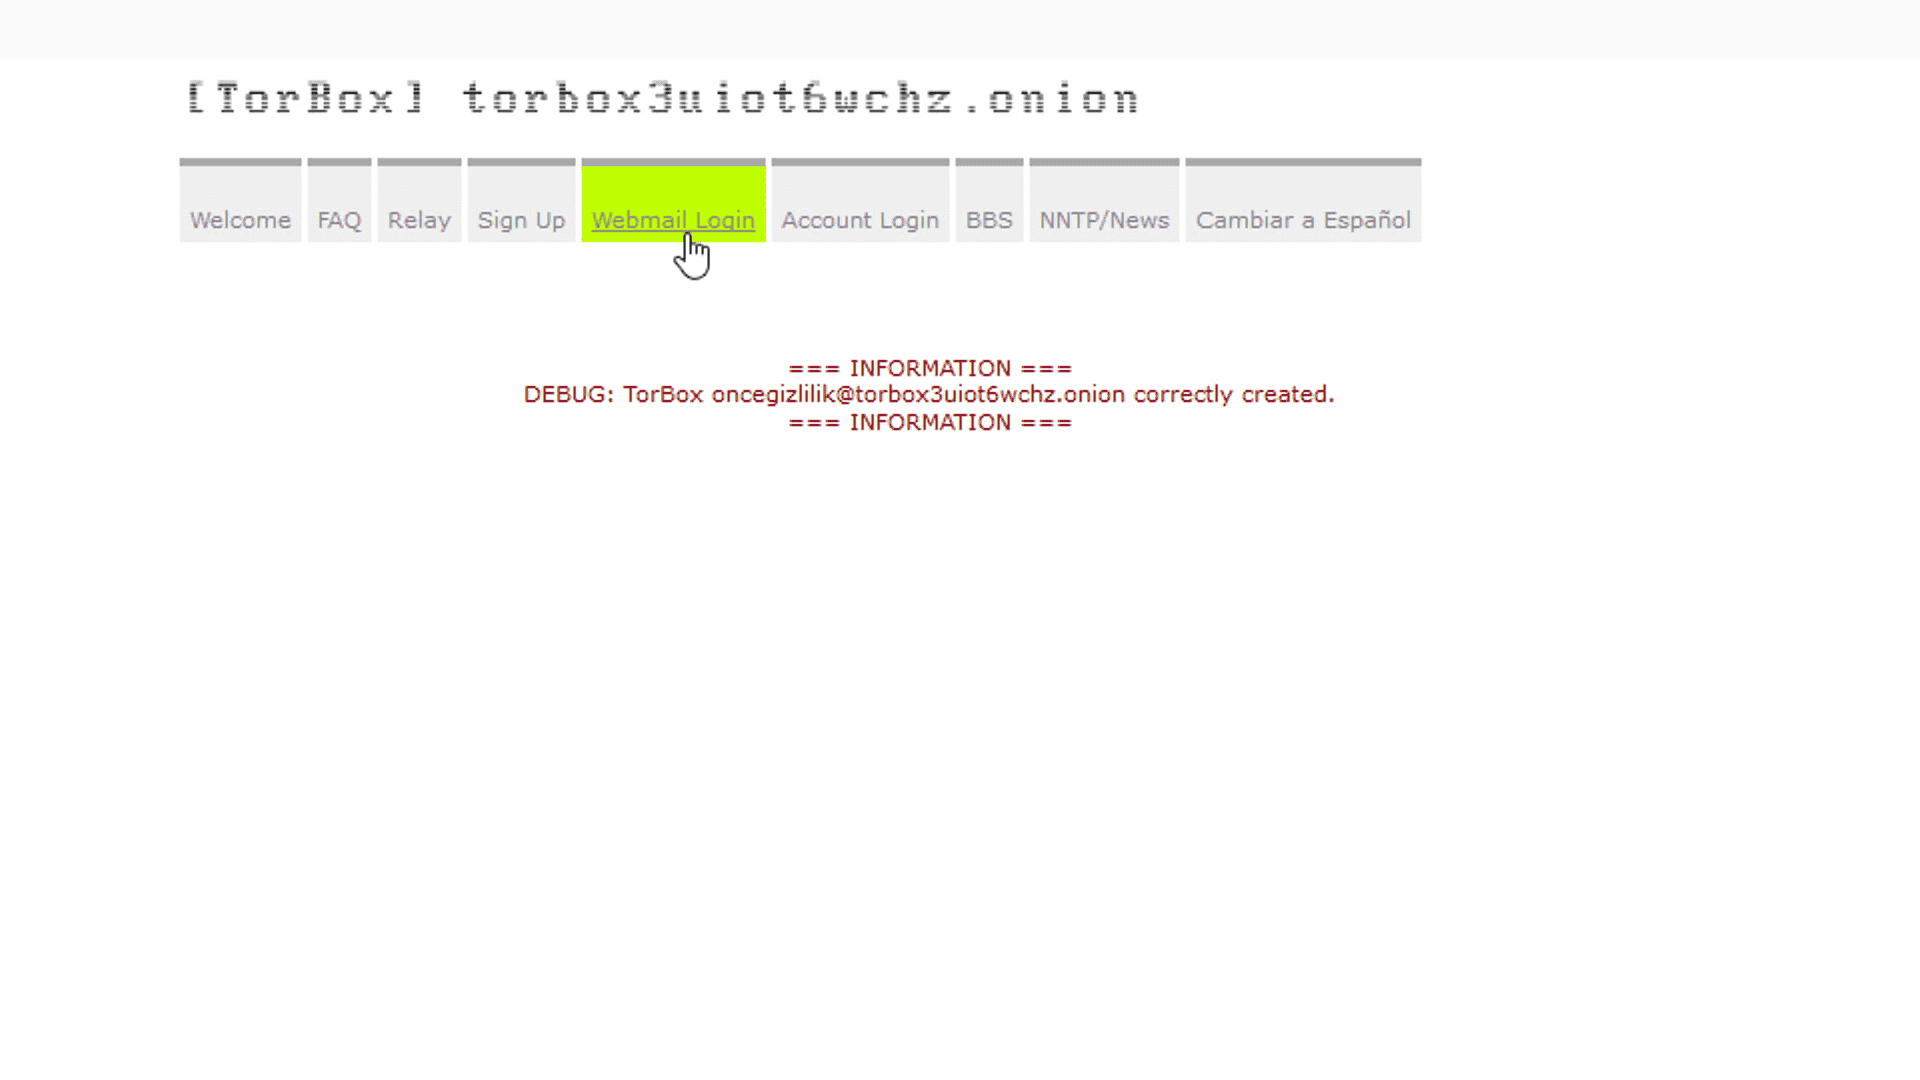 [TorBox] torbox3uiot6wchz.onion
Welcome FAQ Relay Sign Up Webmail Login Account Login BBS NNTP/News Cambiar a Español
=== INFORMATION ===
DEBUG: TorBox oncegizlilik@torbox3uiot6wchz.onion correctly created.
=== INFORMATION ===